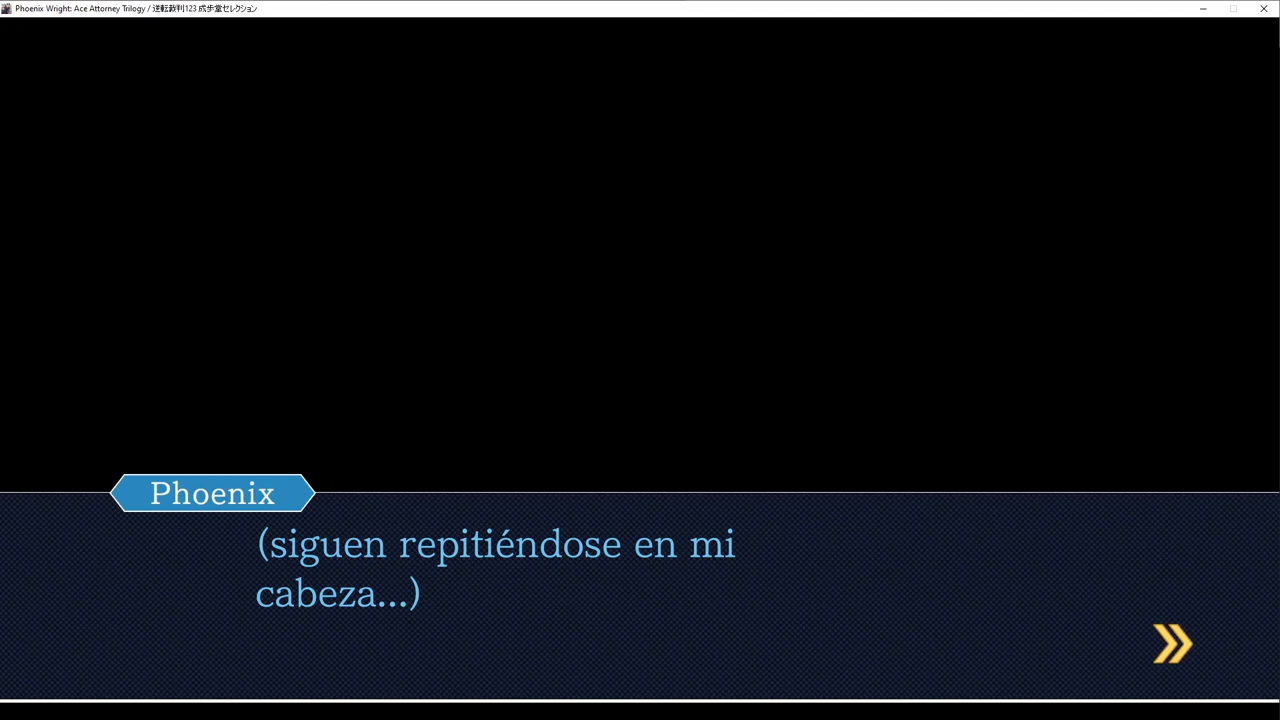 Phoenix Wright: Ace Attorney Trilogy / 逆転裁判123 成歩堂セレクション
Phoenix
(siguen repitiéndose en mi
cabeza...)